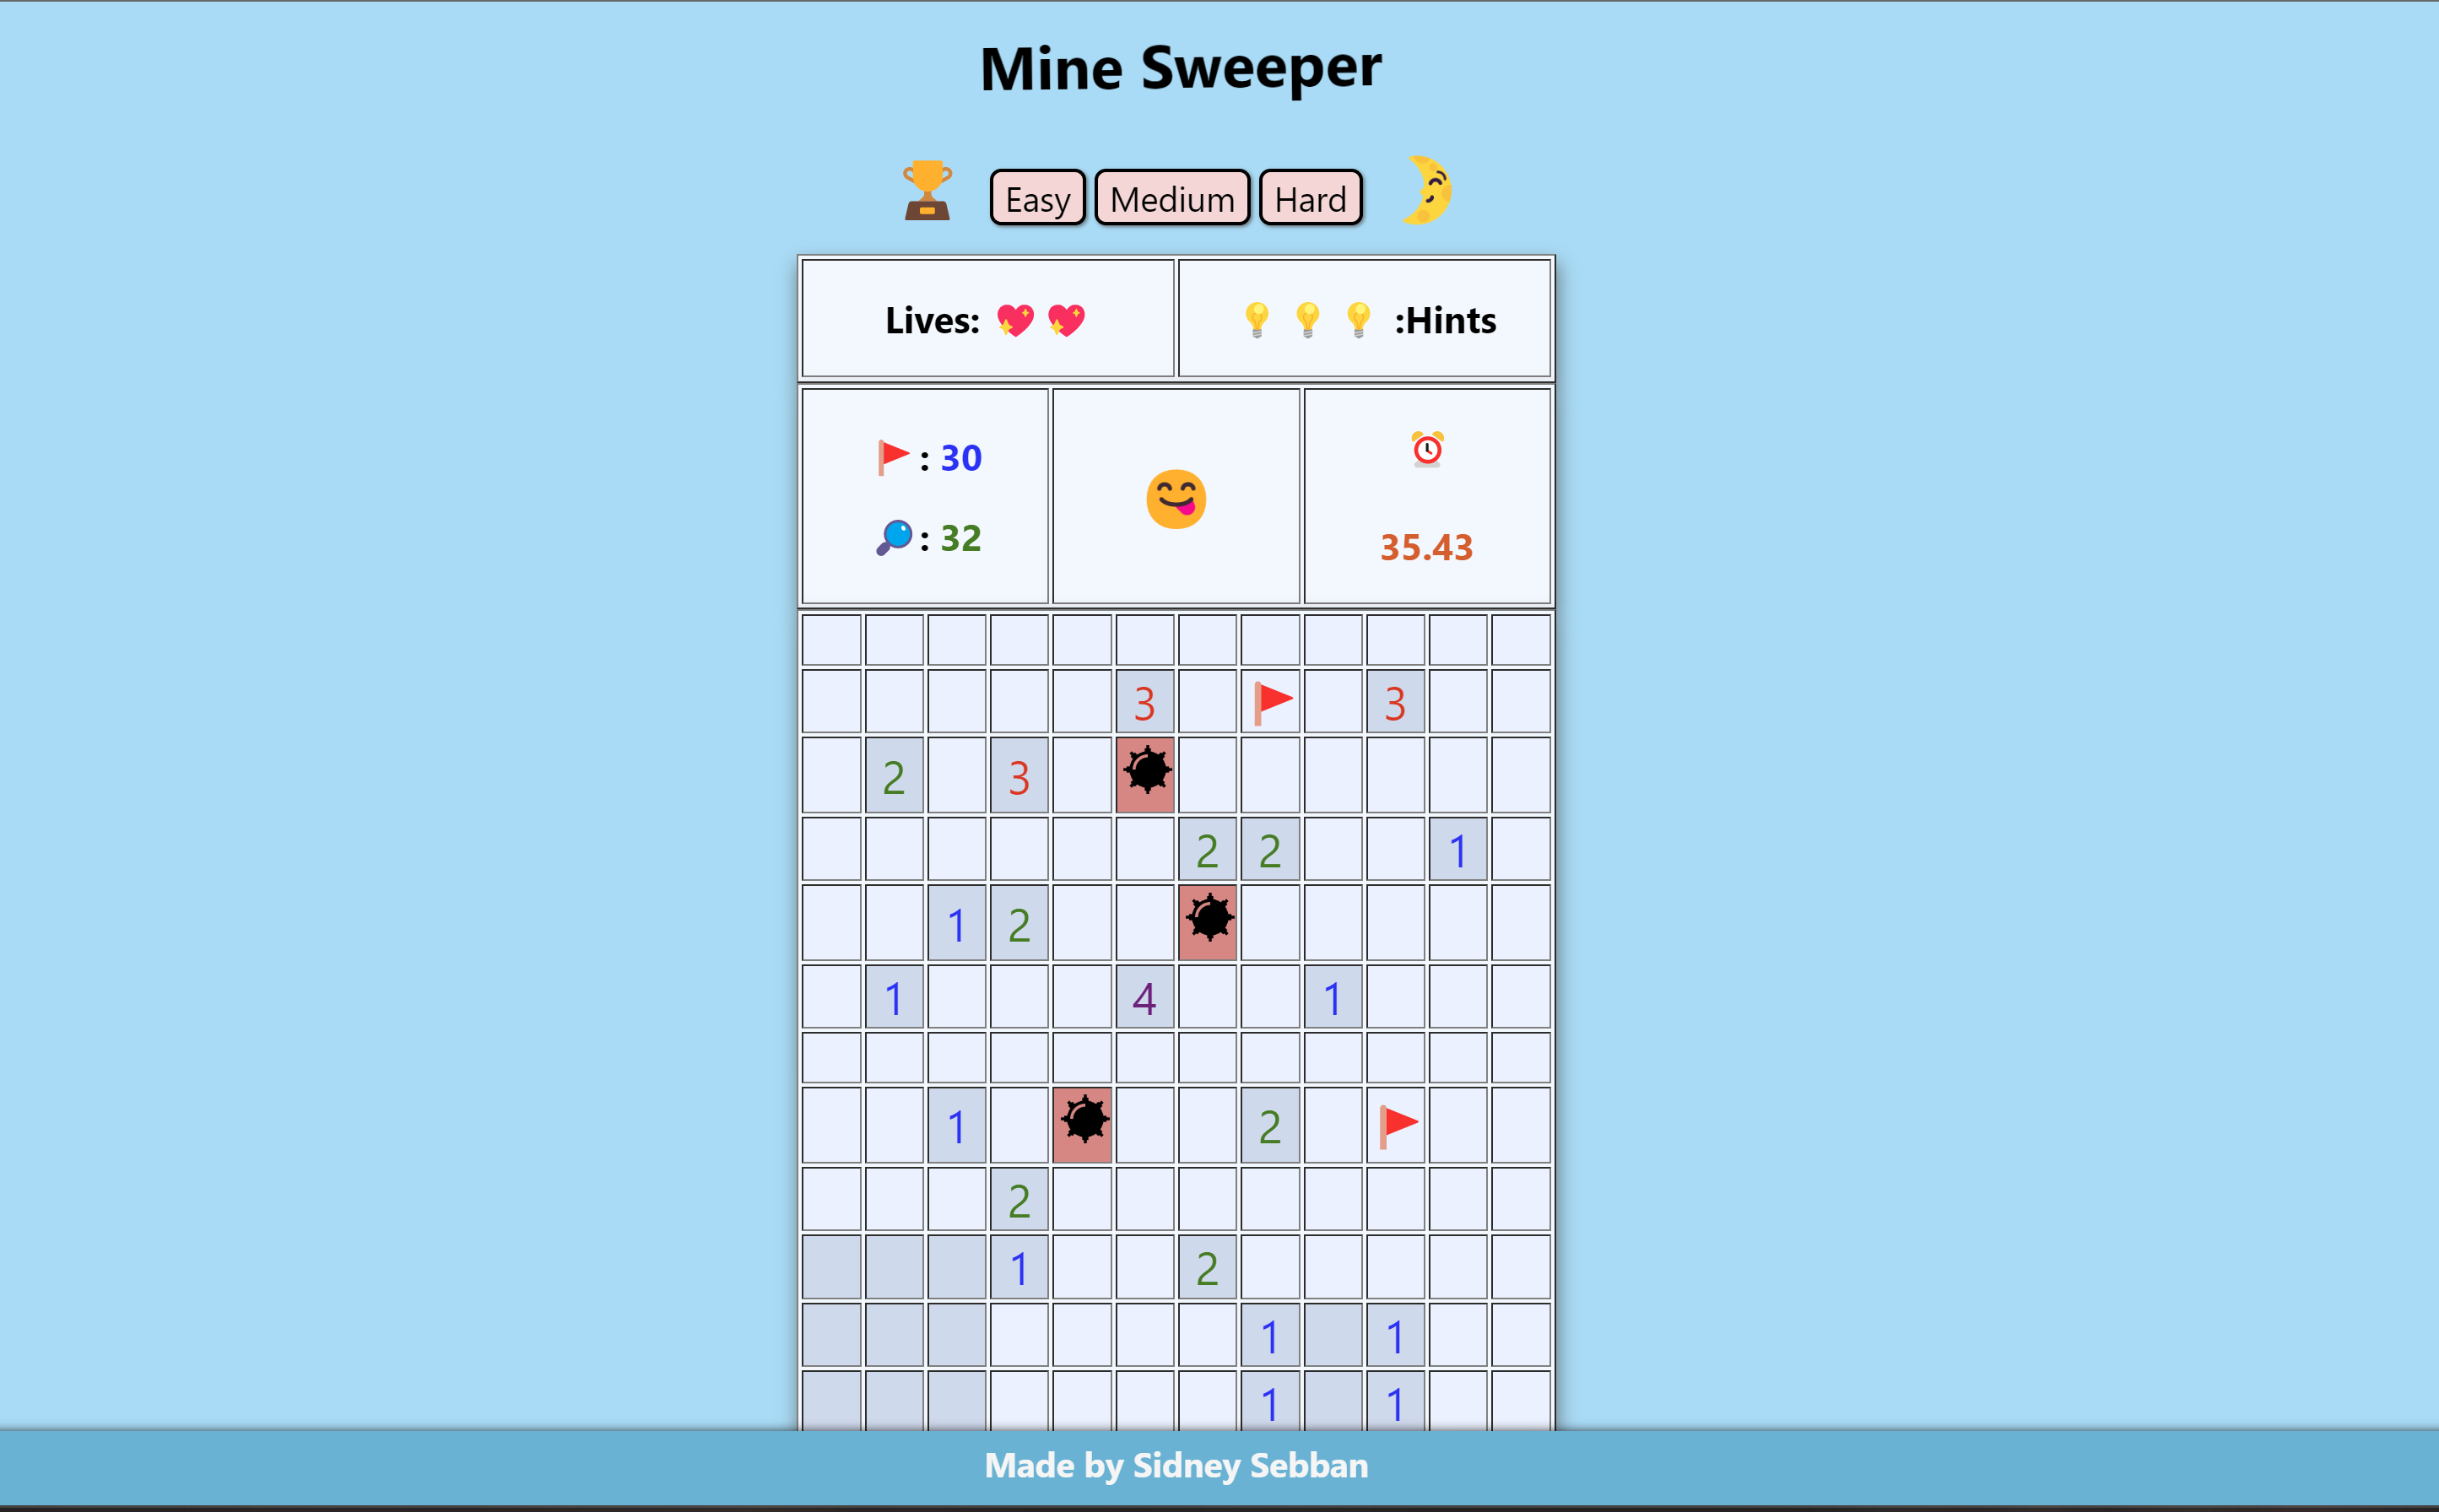 Mine Sweeper
Easy Medium Hard
Lives: :Hints
: 30
: 32
35.43
3 3
2 3
2 2 1
1 2
1 4 1
1 2
2
1 2
1 1
1 1
Made by Sidney Sebban